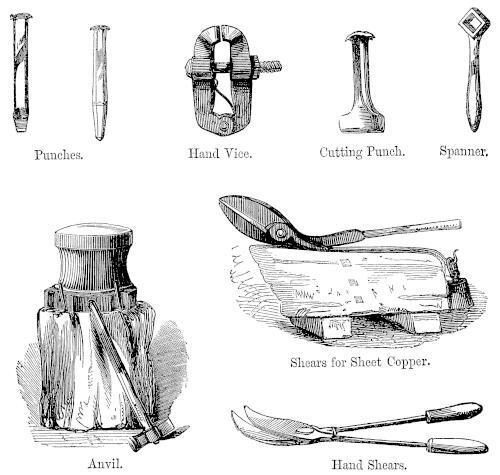 Punches.
Hand Vice.
Cutting Punch.
Spanner.
Shears for Sheet Copper.
Anvil.
Hand Shears.